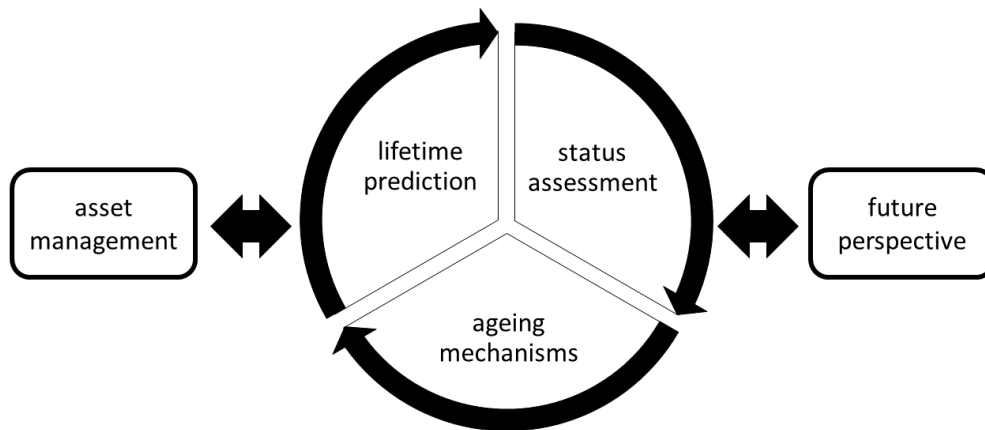 asset
management
lifetime
prediction
status
assessment
ageing
mechanisms
future
perspective